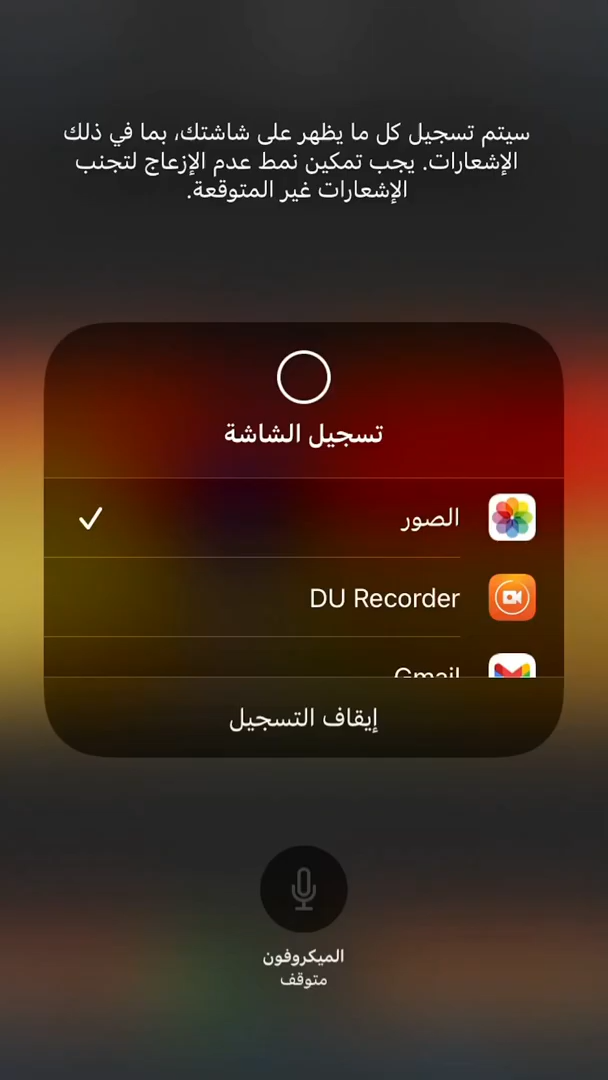 سيتم تسجيل كل ما يظهر على شاشتك، بما في ذلك
الإشعارات. يجب تمكين نمط عدم الإزعاج لتجنب
الإشعارات غير المتوقعة.
تسجيل الشاشة
الصور
DU Recorder
Gmail
إيقاف التسجيل
الميكروفون
متوقف